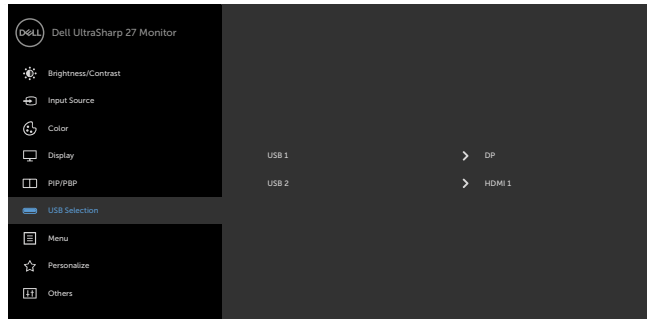 DELL Dell UltraSharp 27 Monitor
Brightness/Contrast
Input Source
Color
Display USB 1 DP
PIP/PBP USB 2 HDMI 1
USB Selection
Menu
Personalize
Others